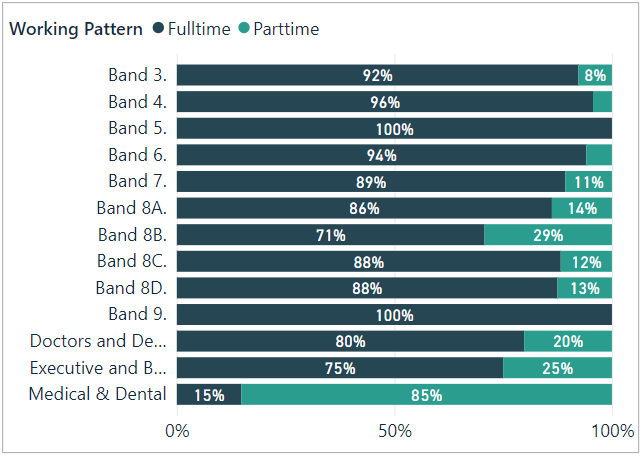 Working Pattern Fulltime Parttime
Band 3. 92% 8%
Band 4. 96%
Band 5. 100%
Band 6. 94%
Band 7. 89% 11%
Band 8A. 86% 14%
Band 8B. 71% 29%
Band 8C. 88% 12%
Band 8D. 88% 13%
Band 9. 100%
Doctors and De... 80% 20%
Executive and B... 75% 25%
Medical & Dental 15% 85%
0% 50% 100%